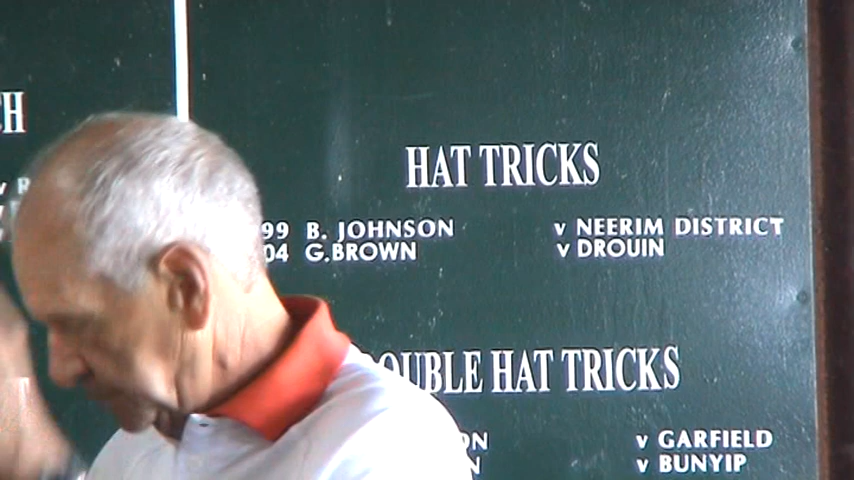 HAT TRICKS
99 B. JOHNSON v NEERIM DISTRICT
04 G.BROWN v DROUIN
DOUBLE HAT TRICKS
v GARFIELD
v BUNYIP